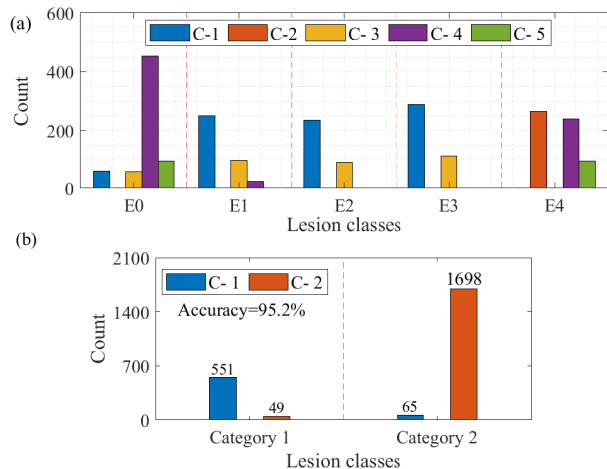 (a)
600
400
200
0
Count
C-1 C-2 C- 3 C- 4 C- 5
E0 E1 E2 E3 E4
Lesion classes
(b)
2100
1400
700
0
Count
C- 1 C- 2
Accuracy=95.2%
551
49
65
1698
Category 1 Category 2
Lesion classes